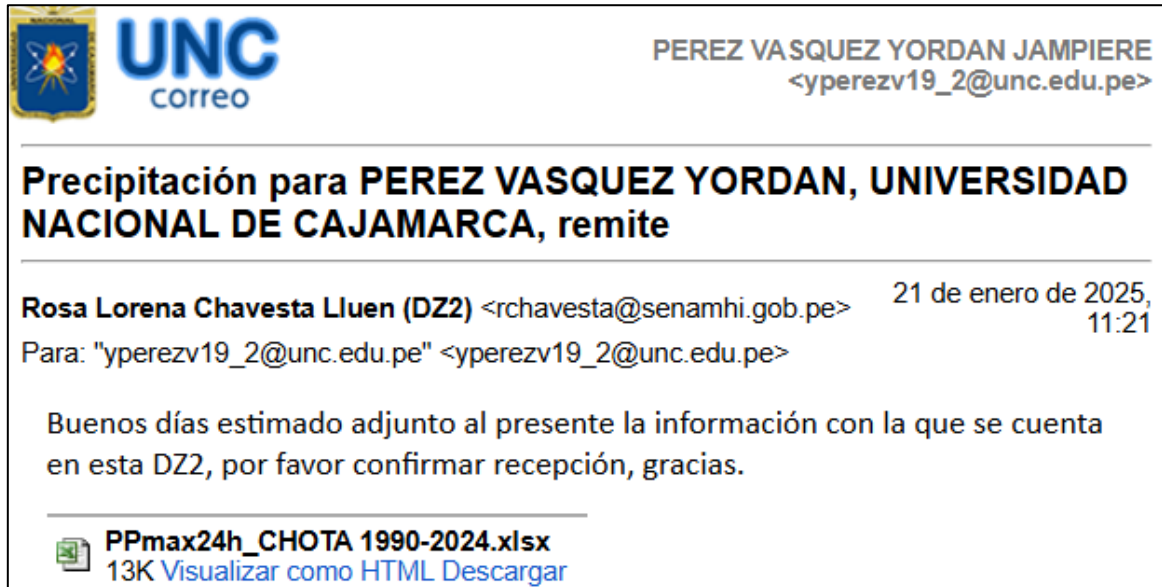 UNC
correo
PEREZ VASQUEZ YORDAN JAMPIERE
<yperezv19_2@unc.edu.pe>
Precipitación para PEREZ VASQUEZ YORDAN, UNIVERSIDAD
NACIONAL DE CAJAMARCA, remite
Rosa Lorena Chavesta Lluen (DZ2) <rchavesta@senamhi.gob.pe>
21 de enero de 2025,
11:21
Para: "yperezv19_2@unc.edu.pe" <yperezv19_2@unc.edu.pe>
Buenos días estimado adjunto al presente la información con la que se cuenta
en esta DZ2, por favor confirmar recepción, gracias.
PPmax24h_CHOTA 1990-2024.xlsx
13K Visualizar como HTML Descargar